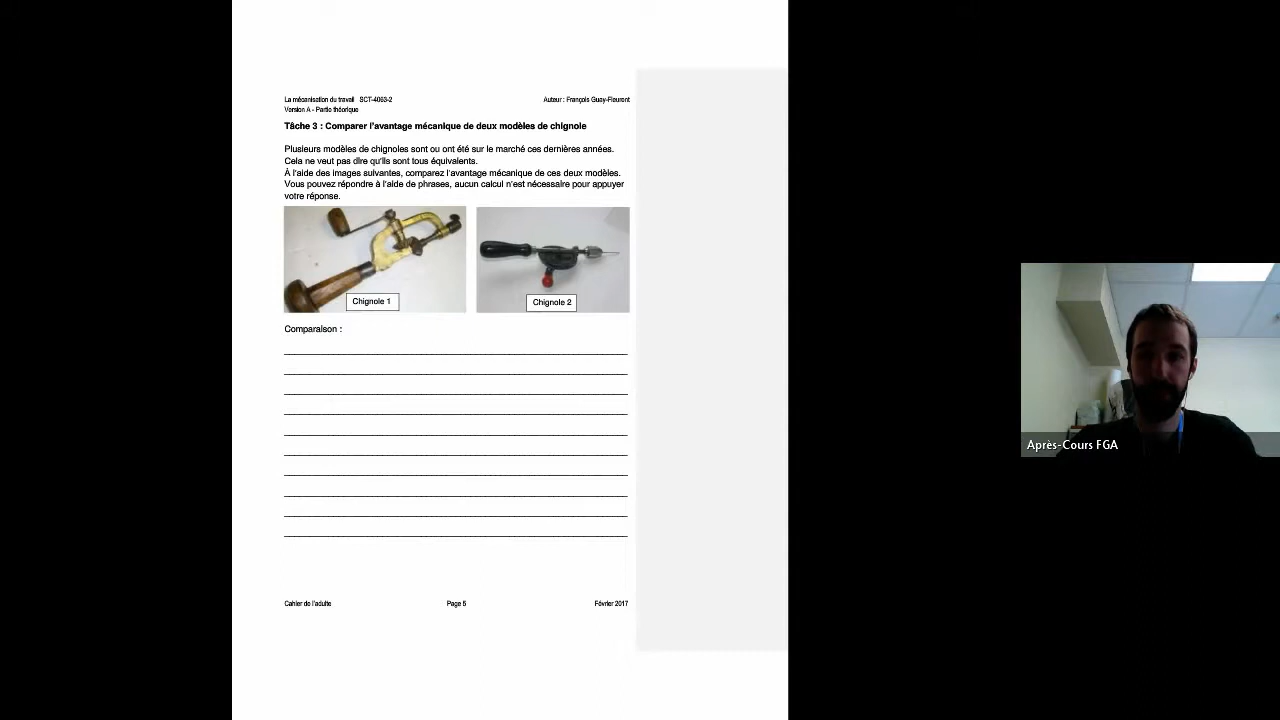 La mécanisation du travail SCT-4063-2
Auteur : François Guay-Fleurent
Version A - Partie théorique
Tâche 3 : Comparer l'avantage mécanique de deux modèles de chignole
Plusieurs modèles de chignoles sont ou ont été sur le marché ces dernières années.
Cela ne veut pas dire qu'ils sont tous équivalents.
À l'aide des images suivantes, comparez l'avantage mécanique de ces deux modèles.
Vous pouvez répondre à l'aide de phrases, aucun calcul n'est nécessaire pour appuyer
votre réponse.
Chignole 1
Chignole 2
Comparaison :
Cahier de l'adulte
Page 5
Février 2017
Après-Cours FGA